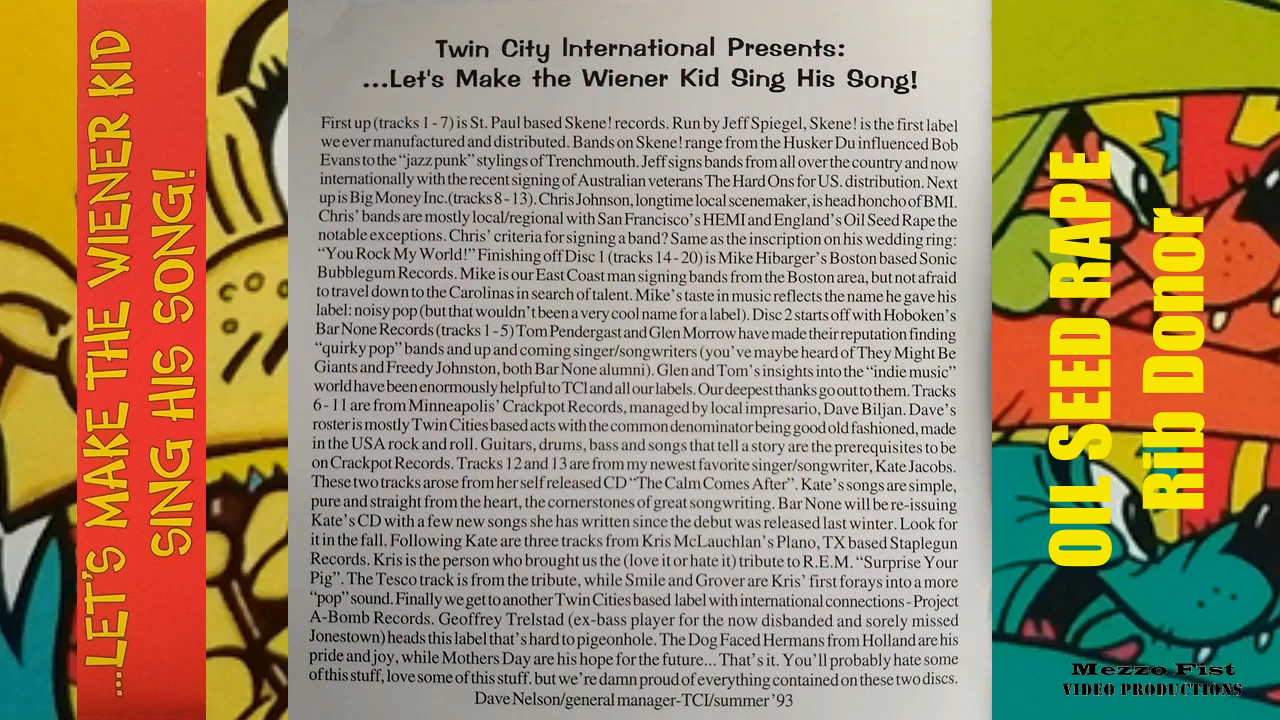 ...LET'S MAKE THE WIENER KID
SING HIS SONG!
Twin City International Presents:
...Let's Make the Wiener Kid Sing His Song!
First up (tracks 1 - 7) is St. Paul based Skene! records. Run by Jeff Spiegel, Skene! is the first label
we ever manufactured and distributed. Bands on Skene! range from the Husker Du influenced Bob
Evans to the “jazz punk” stylings of Trenchmouth. Jeff signs bands from all over the country and now
internationally with the recent signing of Australian veterans The Hard Ons for US. distribution. Next
up is Big Money Inc.(tracks 8 - 13). Chris Johnson, longtime local scenemaker, is head honcho of BMI.
Chris’ bands are mostly local/regional with San Francisco’s HEMI and England’s Oil Seed Rape the
notable exceptions. Chris’ criteria for signing a band? Same as the inscription on his wedding ring:
“You Rock My World!” Finishing off Disc 1 (tracks 14 - 20) is Mike Hibarger’s Boston based Sonic
Bubblegum Records. Mike is our East Coast man signing bands from the Boston area, but not afraid
to travel down to the Carolinas in search of talent. Mike’s taste in music reflects the name he gave his
label: noisy pop (but that wouldn’t been a very cool name for a label). Disc 2 starts off with Hoboken’s
Bar None Records (tracks 1 - 5) Tom Pendergast and Glen Morrow have made their reputation finding
“quirky pop” bands and up and coming singer/songwriters (you’ve maybe heard of They Might Be
Giants and Freedy Johnston, both Bar None alumni). Glen and Tom’s insights into the “indie music”
world have been enormously helpful to TCI and all our labels. Our deepest thanks go out to them. Tracks
6 - 11 are from Minneapolis’ Crackpot Records, managed by local impresario, Dave Biljan. Dave’s
roster is mostly Twin Cities based acts with the common denominator being good old fashioned, made
in the USA rock and roll. Guitars, drums, bass and songs that tell a story are the prerequisites to be
on Crackpot Records. Tracks 12 and 13 are from my newest favorite singer/songwriter, Kate Jacobs.
These two tracks arose from her self released CD “The Calm Comes After”. Kate’s songs are simple,
pure and straight from the heart, the cornerstones of great songwriting. Bar None will be re-issuing
Kate’s CD with a few new songs she has written since the debut was released last winter. Look for
it in the fall. Following Kate are three tracks from Kris McLauchlan’s Plano, TX based Staplegun
Records. Kris is the person who brought us the (love it or hate it) tribute to R.E.M. “Surprise Your
Pig”. The Tesco track is from the tribute, while Smile and Grover are Kris’ first forays into a more
“pop” sound. Finally we get to another Twin Cities based label with international connections - Project
A-Bomb Records. Geoffrey Trelstad (ex-bass player for the now disbanded and sorely missed
Jonestown) heads this label that’s hard to pigeonhole. The Dog Faced Hermans from Holland are his
pride and joy, while Mothers Day are his hope for the future... That’s it. You’ll probably hate some
of this stuff, love some of this stuff. but we’re damn proud of everything contained on these two discs.
Dave Nelson/general manager-TCI/summer ’93
OIL SEED RAPE
Rib Donor
Mezzo Fist
VIDEO PRODUCTIONS